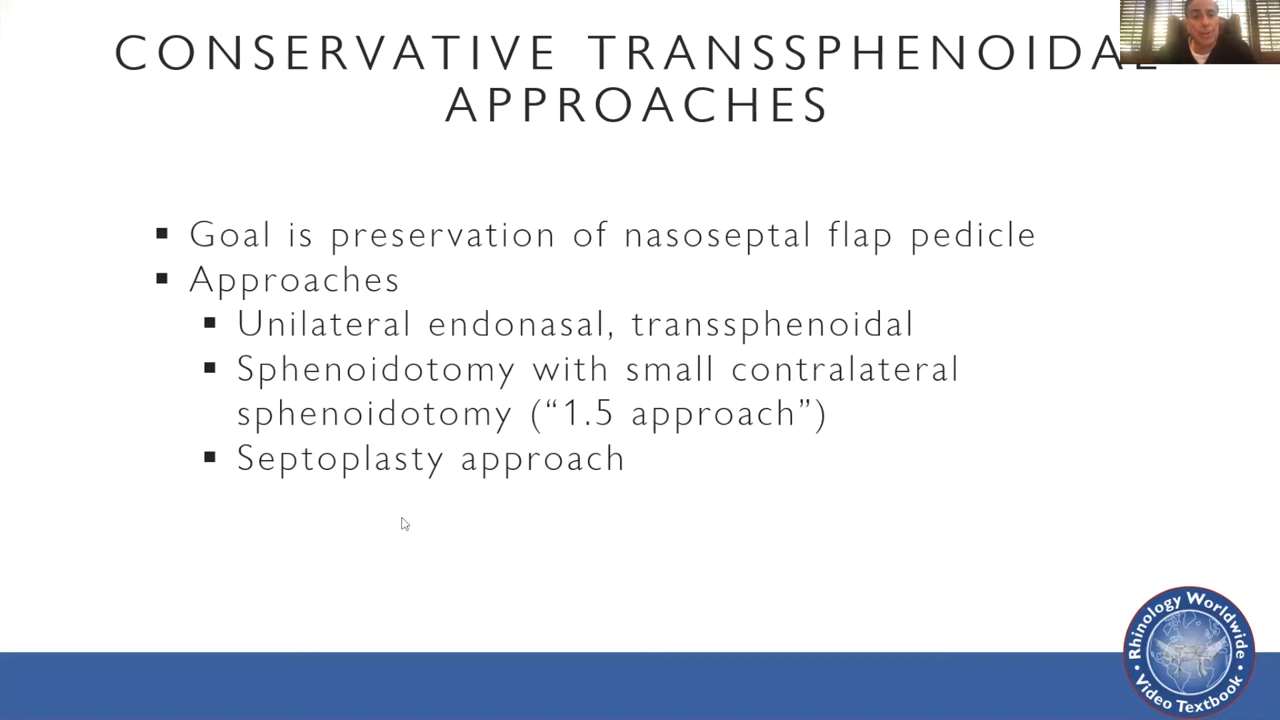 CONSERVATIVE TRANSSPHENOIDAL
APPROACHES
▪ Goal is preservation of nasoseptal flap pedicle
▪ Approaches
▪ Unilateral endonasal, transsphenoidal
▪ Sphenoidotomy with small contralateral
sphenoidotomy (“1.5 approach”)
▪ Septoplasty approach
Rhinology Worldwide
• Video Textbook •